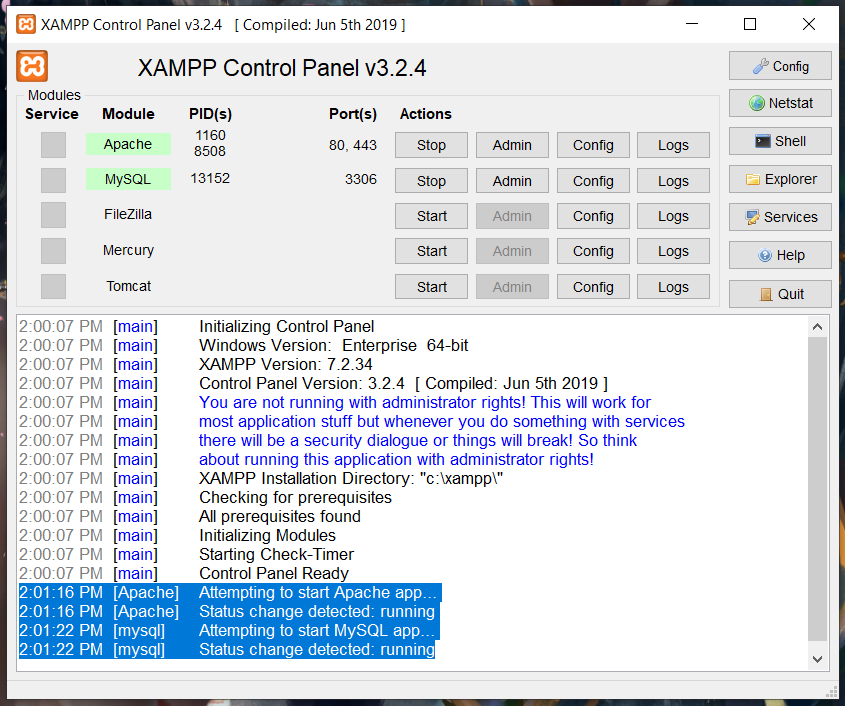 XAMPP Control Panel v3.2.4 [ Compiled: Jun 5th 2019 ]
XAMPP Control Panel v3.2.4
Config
Modules
Service Module PID(s) Port(s) Actions
Netstat
Apache 1160 8508 80, 443 Stop Admin Config Logs
Shell
MySQL 13152 3306 Stop Admin Config Logs
Explorer
FileZilla Start Admin Config Logs
Services
Mercury Start Admin Config Logs
Help
Tomcat Start Admin Config Logs
Quit
2:00:07 PM [main] Initializing Control Panel
2:00:07 PM [main] Windows Version: Enterprise 64-bit
2:00:07 PM [main] XAMPP Version: 7.2.34
2:00:07 PM [main] Control Panel Version: 3.2.4 [ Compiled: Jun 5th 2019 ]
2:00:07 PM [main] You are not running with administrator rights! This will work for
2:00:07 PM [main] most application stuff but whenever you do something with services
2:00:07 PM [main] there will be a security dialogue or things will break! So think
2:00:07 PM [main] about running this application with administrator rights!
2:00:07 PM [main] XAMPP Installation Directory: "c:\xampp\"
2:00:07 PM [main] Checking for prerequisites
2:00:07 PM [main] All prerequisites found
2:00:07 PM [main] Initializing Modules
2:00:07 PM [main] Starting Check-Timer
2:00:07 PM [main] Control Panel Ready
2:01:16 PM [Apache] Attempting to start Apache app...
2:01:16 PM [Apache] Status change detected: running
2:01:22 PM [mysql] Attempting to start MySQL app...
2:01:22 PM [mysql] Status change detected: running